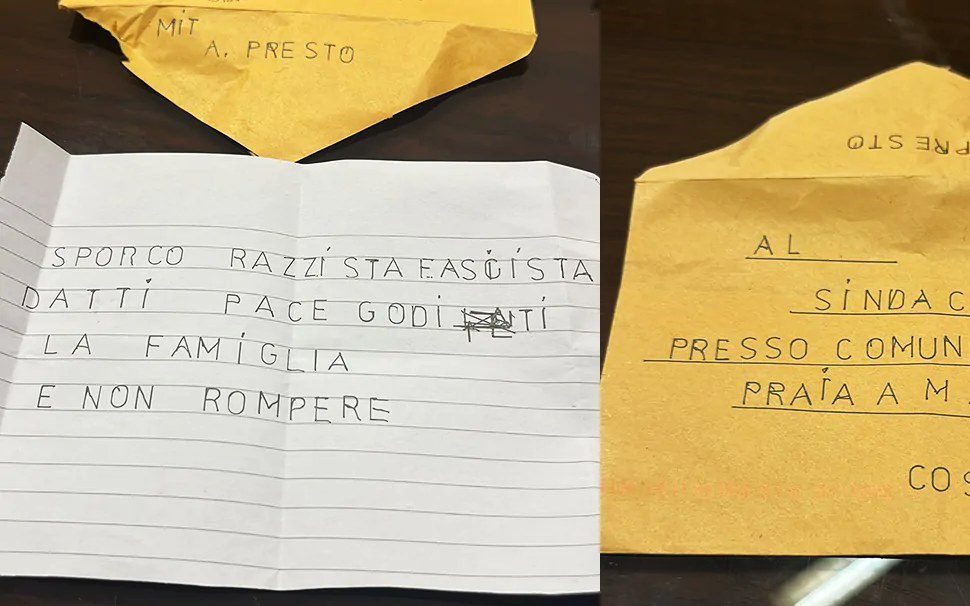 MIT
A. PRESTO
SPORCO RAZZISTA FASCISTA
DATTI PACE GODITI
LA FAMIGLIA
E NON ROMPERE
PRESTO
AL
SINDAC
PRESSO COMUN
PRAIA A MA
COS